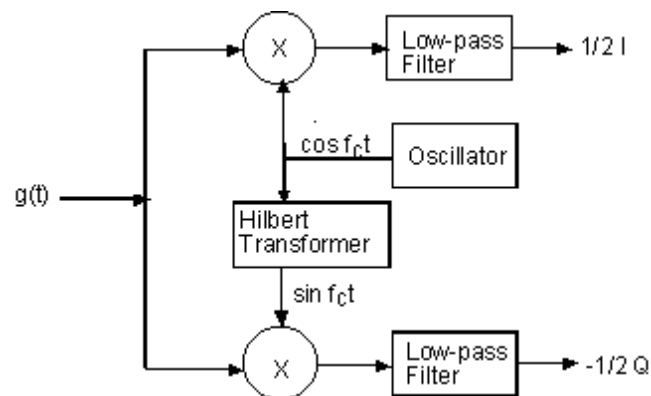 X
Low-pass
Filter
1/2 I
cos fct
Oscillator
g(t)
Hilbert
Transformer
sin fct
X
Low-pass
Filter
-1/2 Q